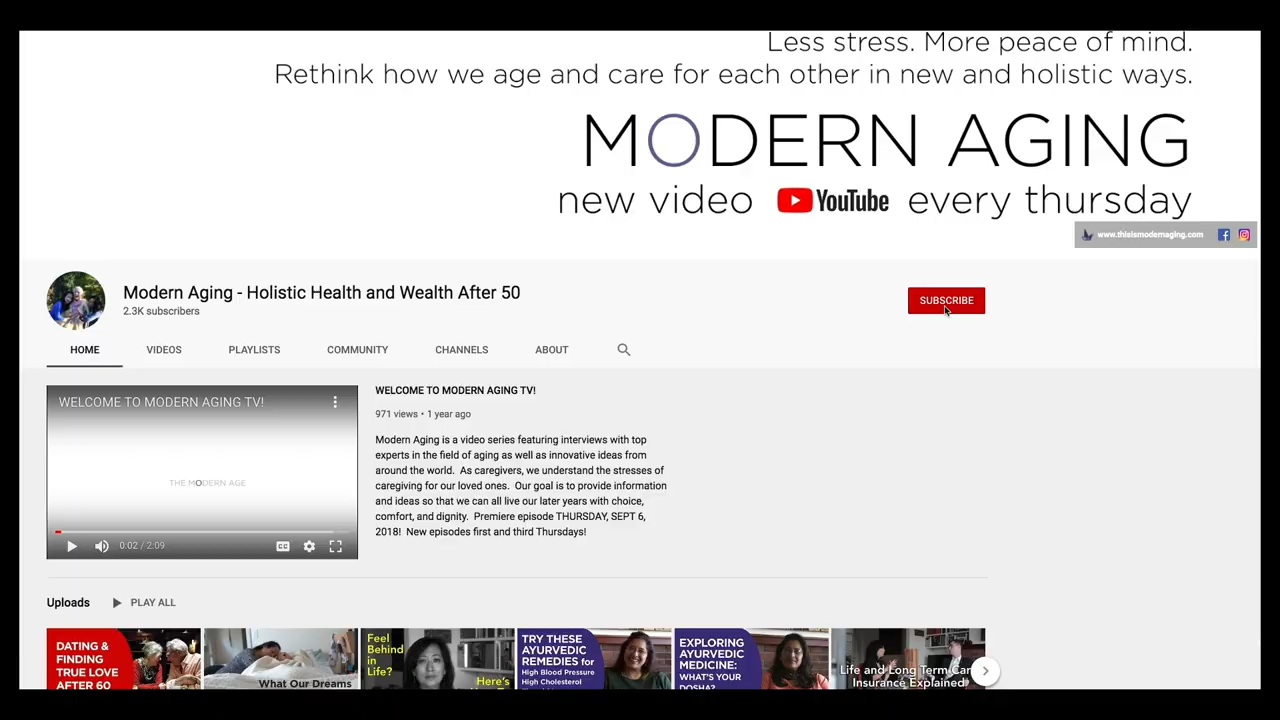 Less stress. More peace of mind.
Rethink how we age and care for each other in new and holistic ways.
MODERN AGING
new video YouTube every thursday
www.thisismodernaging.com
Modern Aging - Holistic Health and Wealth After 50
2.3K subscribers
SUBSCRIBE
HOME VIDEOS PLAYLISTS COMMUNITY CHANNELS ABOUT
WELCOME TO MODERN AGING TV!
THE MODERN AGE
0:02 / 2:09
CC
WELCOME TO MODERN AGING TV!
971 views • 1 year ago
Modern Aging is a video series featuring interviews with top
experts in the field of aging as well as innovative ideas from
around the world. As caregivers, we understand the stresses of
caregiving for our loved ones. Our goal is to provide information
and ideas so that we can all live our later years with choice,
comfort, and dignity. Premiere episode THURSDAY, SEPT 6,
2018! New episodes first and third Thursdays!
Uploads PLAY ALL
DATING &
FINDING
TRUE LOVE
AFTER 60
What Our Dreams
Feel
Behind
in
Life?
Here's
TRY THESE
AYURVEDIC
REMEDIES for
High Blood Pressure
High Cholesterol
EXPLORING
AYURVEDIC
MEDICINE:
WHAT'S YOUR
DOSHA?
Life and Long Term Car
Insurance Explained.